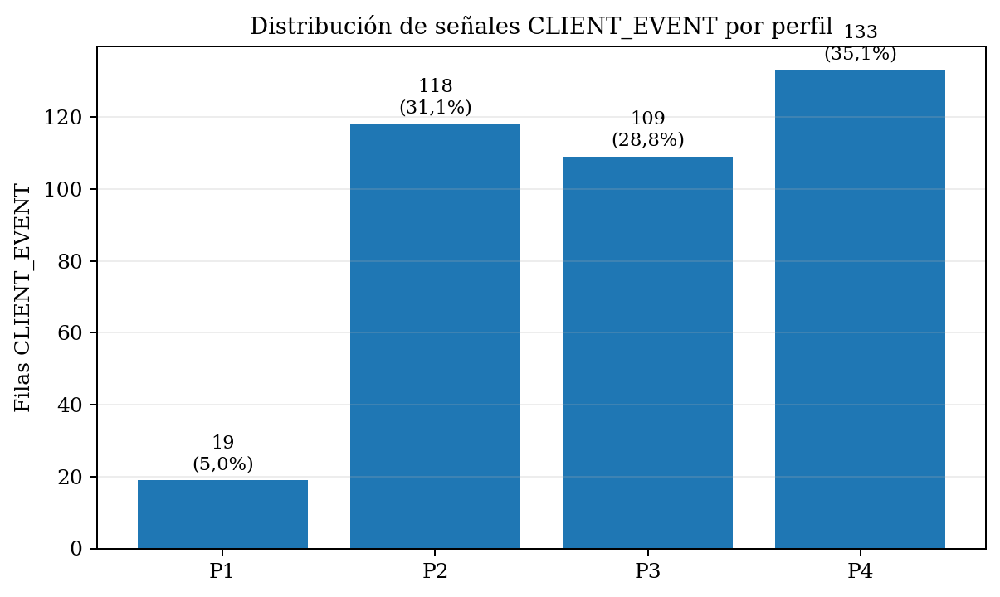 Distribución de señales CLIENT_EVENT por perfil
133
(35,1%)
118
(31,1%)
109
(28,8%)
19
(5,0%)
Filas CLIENT_EVENT
120
100
80
60
40
20
0
P1
P2
P3
P4